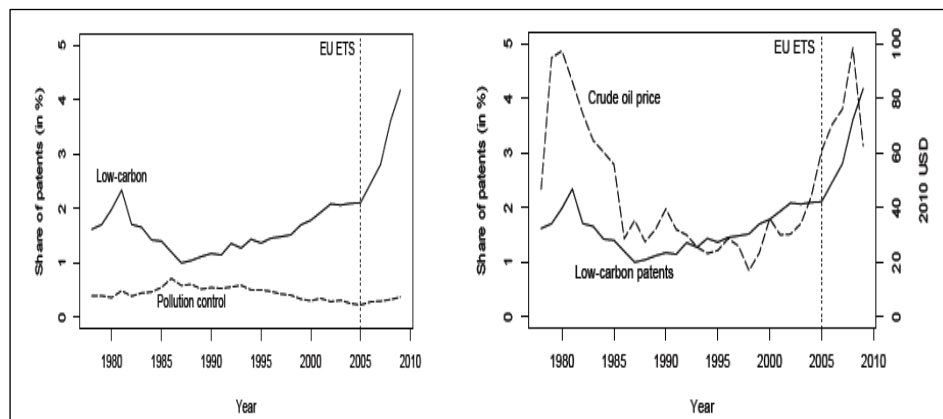 EU ETS
Share of patents (in %)
5
4
3
2
1
0
Low-carbon
Pollution control
1980 1985 1990 1995 2000 2005 2010
Year
EU ETS
Share of patents (in %)
5
4
3
2
1
0
Crude oil price
Low-carbon patents
100
80
60
40
20
0
2010 USD
1980 1985 1990 1995 2000 2005 2010
Year